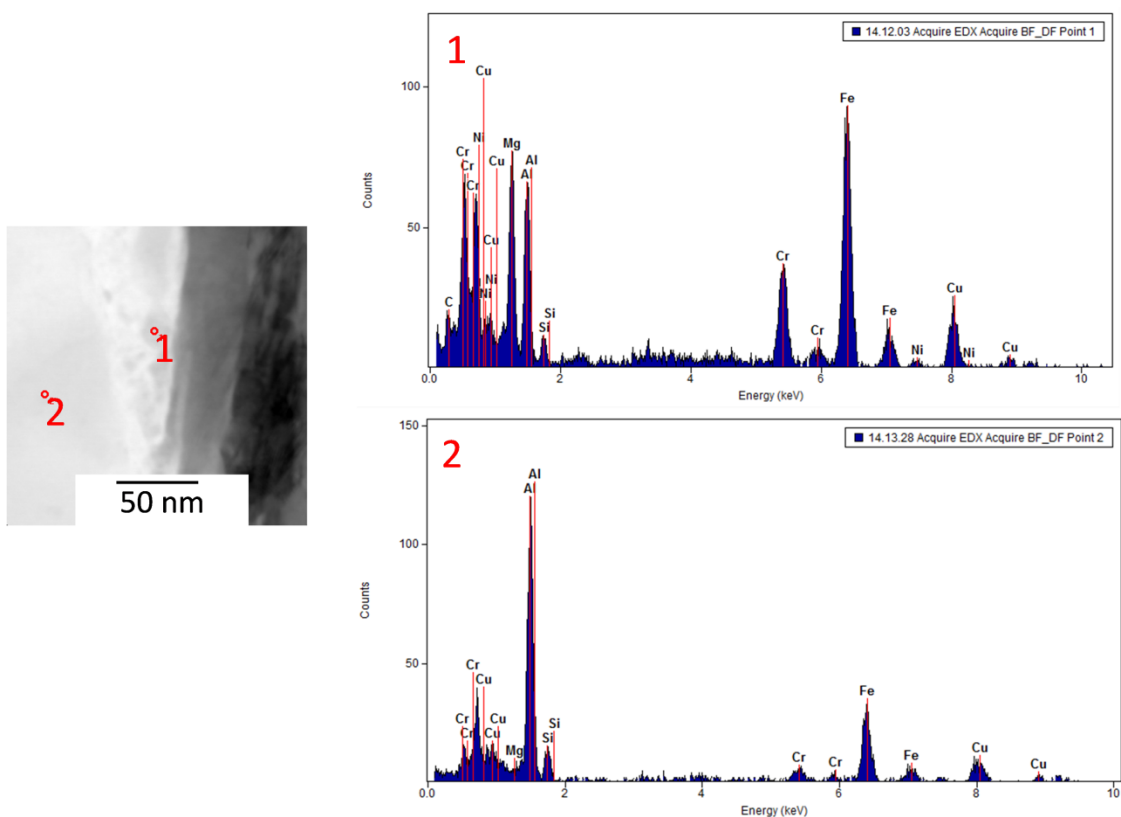 1
2
50 nm
1
14.12.03 Acquire EDX Acquire BF_DF Point 1
Counts
100
50
C
Cr
Cr
Cr
Ni
Cu
Ni
Ni
Cu
Cu
Mg
Al
Al
Si
Si
Cr
Cr
Fe
Fe
Ni
Cu
Ni
Cu
0.0 2 4 6 8 10
Energy (keV)
2
14.13.28 Acquire EDX Acquire BF_DF Point 2
Counts
150
100
50
Cr
Cr
Cr
Cu
Cu
Cu
Mg
Al
Al
Si
Si
Cr
Cr
Fe
Fe
Cu
Cu
0.0 2 4 6 8 10
Energy (keV)